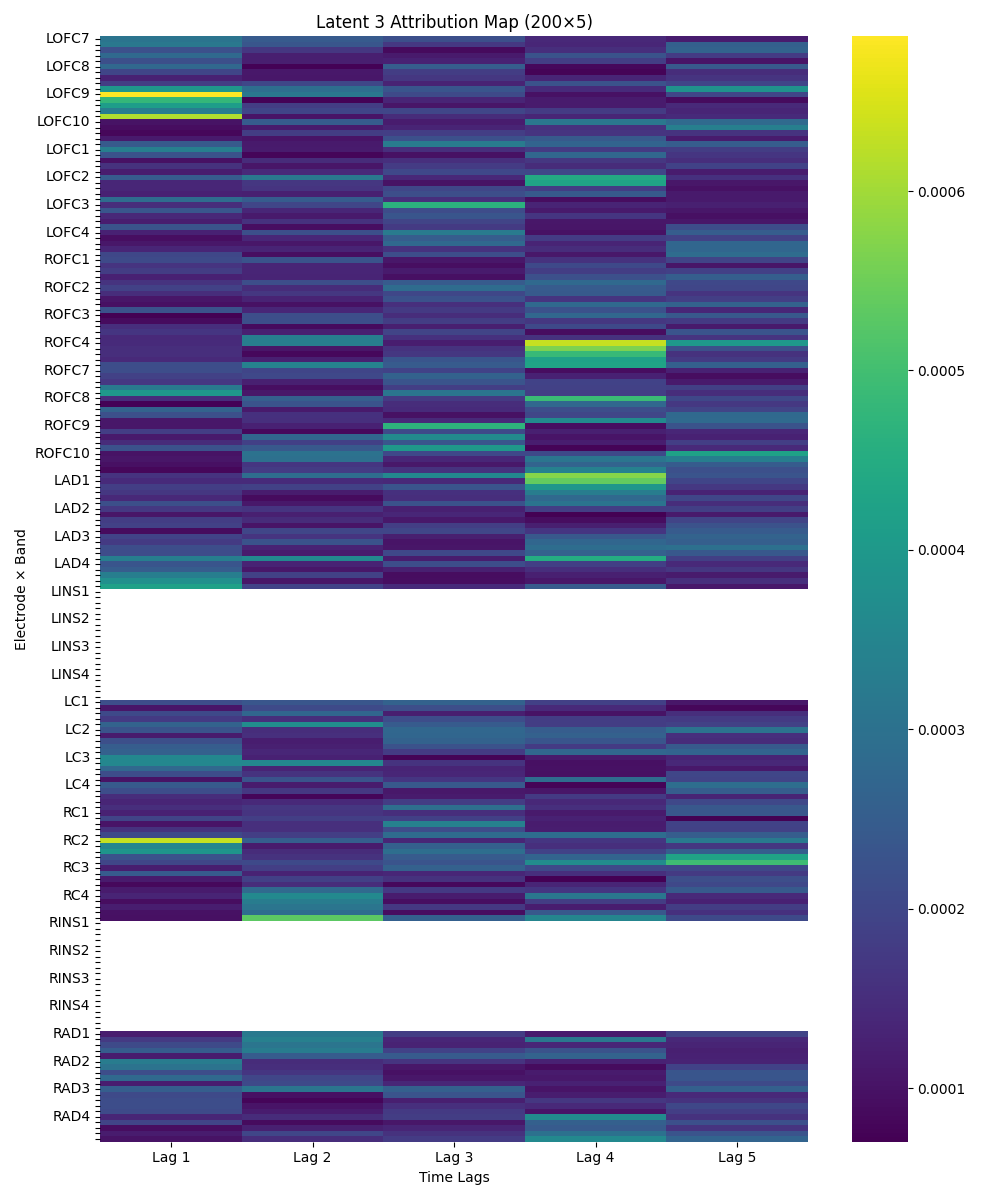 Latent 3 Attribution Map (200×5)
LOFC7
LOFC8
LOFC9
LOFC10
LOFC1
LOFC2
LOFC3
LOFC4
ROFC1
ROFC2
ROFC3
ROFC4
ROFC7
ROFC8
ROFC9
ROFC10
LAD1
LAD2
LAD3
LAD4
LINS1
LINS2
LINS3
LINS4
LC1
LC2
LC3
LC4
RC1
RC2
RC3
RC4
RINS1
RINS2
RINS3
RINS4
RAD1
RAD2
RAD3
RAD4
Electrode × Band
Lag 1 Lag 2 Lag 3 Lag 4 Lag 5
Time Lags
0.0006
0.0005
0.0004
0.0003
0.0002
0.0001